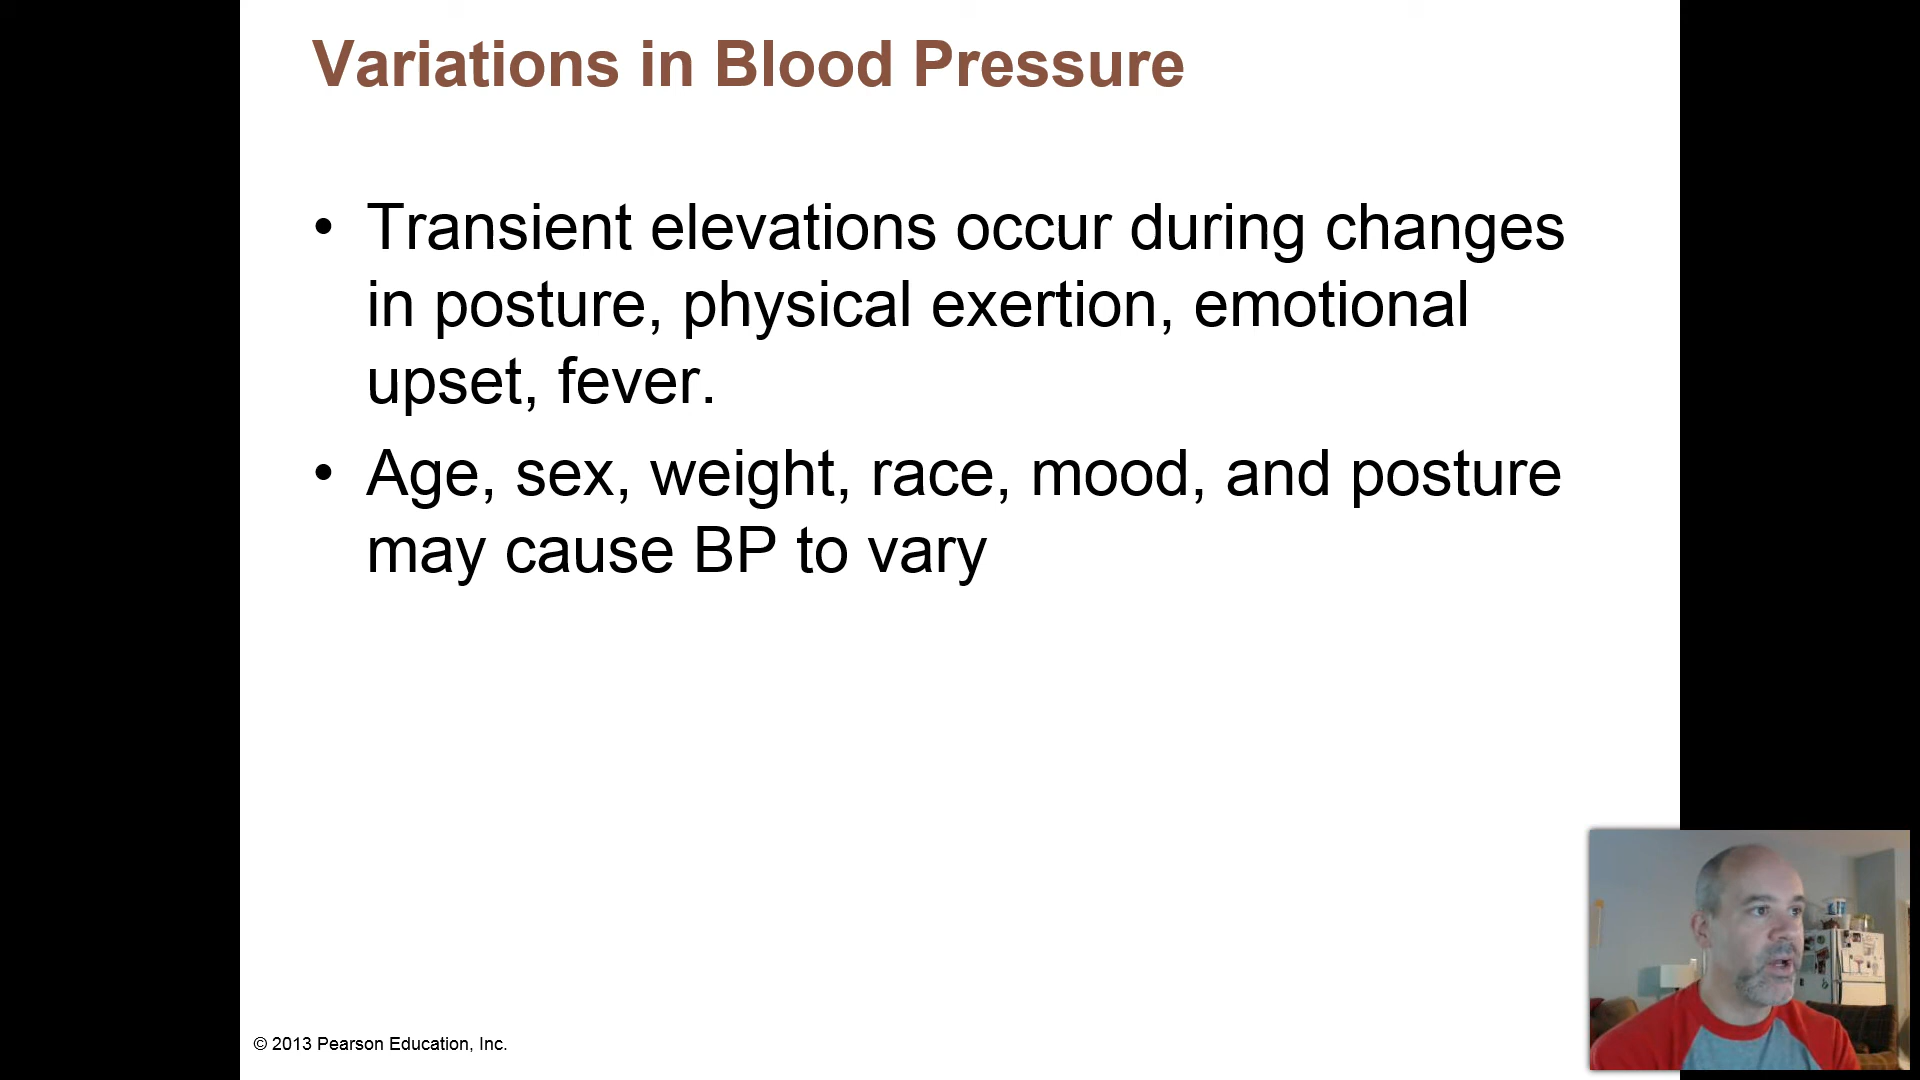 Variations in Blood Pressure
• Transient elevations occur during changes
in posture, physical exertion, emotional
upset, fever.
• Age, sex, weight, race, mood, and posture
may cause BP to vary
© 2013 Pearson Education, Inc.